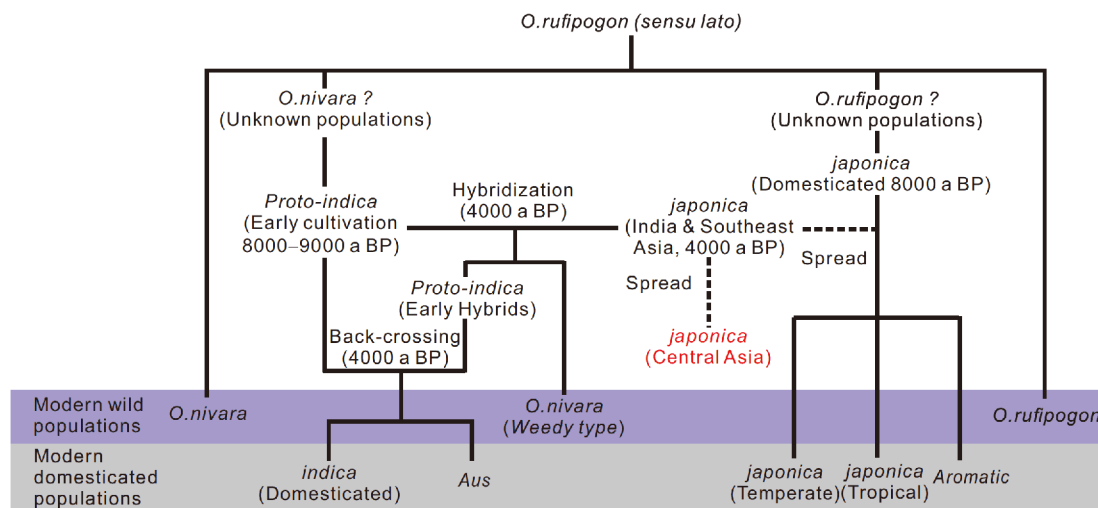 O.rufipogon (sensu lato)
O.nivara ?
(Unknown populations)
O.rufipogon ?
(Unknown populations)
japonica
(Domesticated 8000 a BP)
Proto-indica
(Early cultivation
8000–9000 a BP)
Hybridization
(4000 a BP)
japonica
(India & Southeast
Asia, 4000 a BP)
Spread
Spread
Proto-indica
(Early Hybrids)
Back-crossing
(4000 a BP)
japonica
(Central Asia)
Modern wild
populations
O.nivara
O.nivara
(Weedy type)
O.rufipogon
Modern
domesticated
populations
indica
(Domesticated)
Aus
japonica
(Temperate)
japonica
(Tropical)
Aromatic